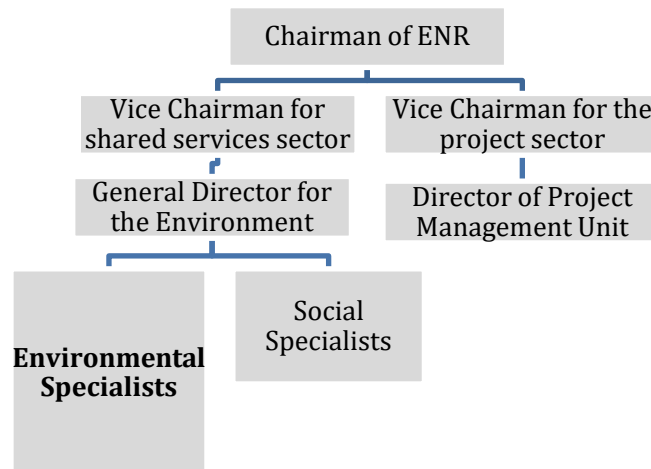 Chairman of ENR
Vice Chairman for
shared services sector
Vice Chairman for the
project sector
General Director for
the Environment
Director of Project
Management Unit
Environmental
Specialists
Social
Specialists